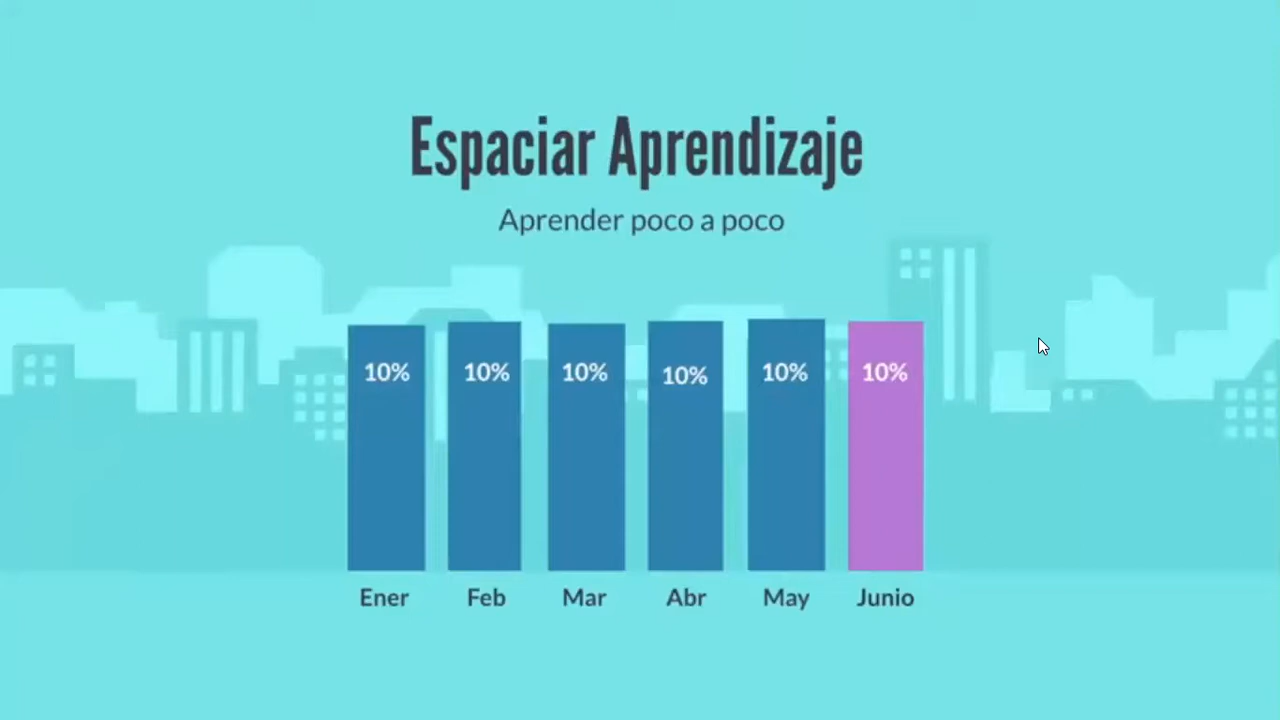 Espaciar Aprendizaje
Aprender poco a poco
10% 10% 10% 10% 10% 10%
Ener Feb Mar Abr May Junio